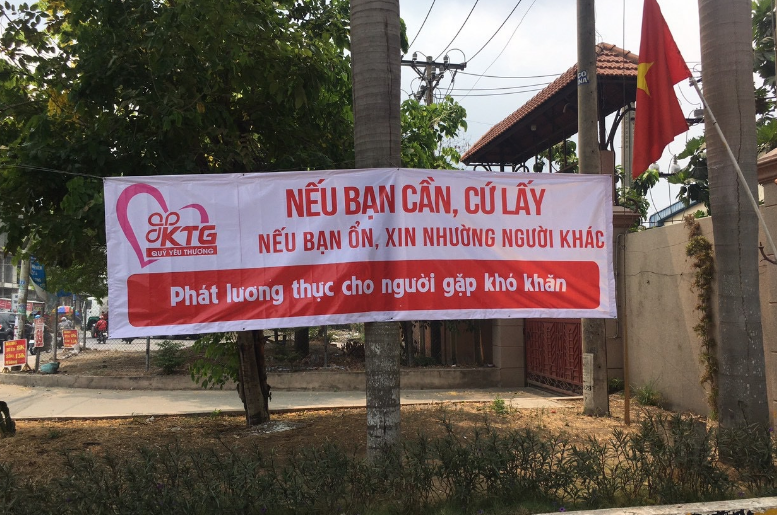 KTG
QUỸ YÊU THƯƠNG
NẾU BẠN CẦN, CỨ LẤY
NẾU BẠN ỔN, XIN NHƯỜNG NGƯỜI KHÁC
Phát lương thực cho người gặp khó khăn